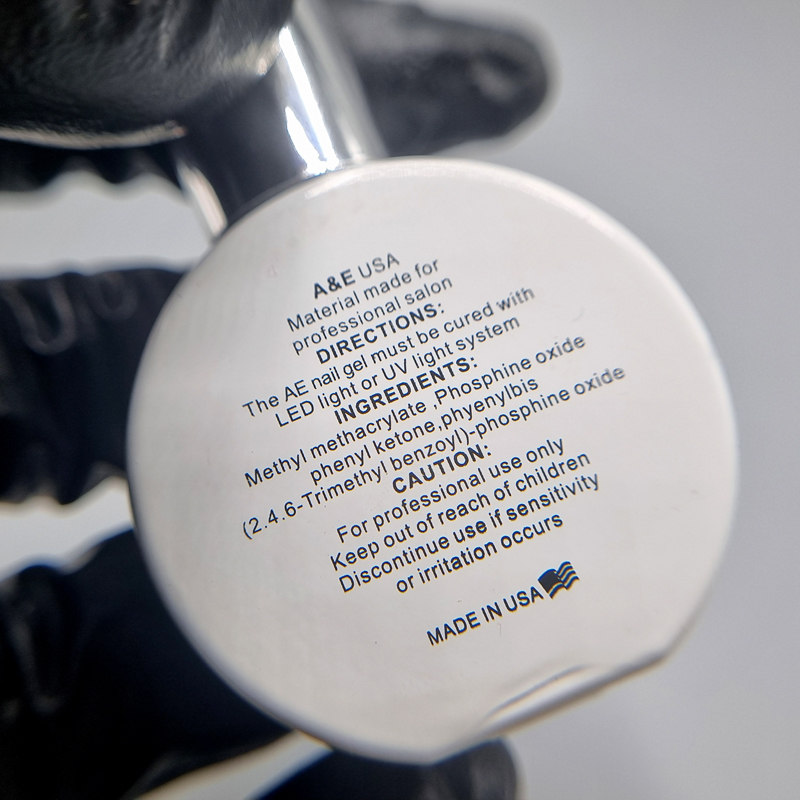 A&E USA
Material made for
professional salon
DIRECTIONS:
The AE nail gel must be cured with
LED light or UV light system
INGREDIENTS:
Methyl methacrylate ,Phosphine oxide
phenyl ketone,phyenylbis
(2.4.6-Trimethyl benzoyl)-phosphine oxide
CAUTION:
For professional use only
Keep out of reach of children
Discontinue use if sensitivity
or irritation occurs
MADE IN USA